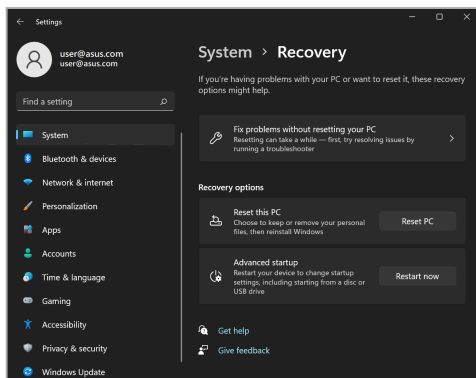 Settings
user@asus.com
user@asus.com
Find a setting
System
Bluetooth & devices
Network & internet
Personalization
Apps
Accounts
Time & language
Gaming
Accessibility
Privacy & security
Windows Update
System > Recovery
If you're having problems with your PC or want to reset it, these recovery
options might help.
Fix problems without resetting your PC
Resetting can take a while — first, try resolving issues by
running a troubleshooter
Recovery options
Reset this PC
Choose to keep or remove your personal
files, then reinstall Windows
Reset PC
Advanced startup
Restart your device to change startup
settings, including starting from a disc or
USB drive
Restart now
Get help
Give feedback